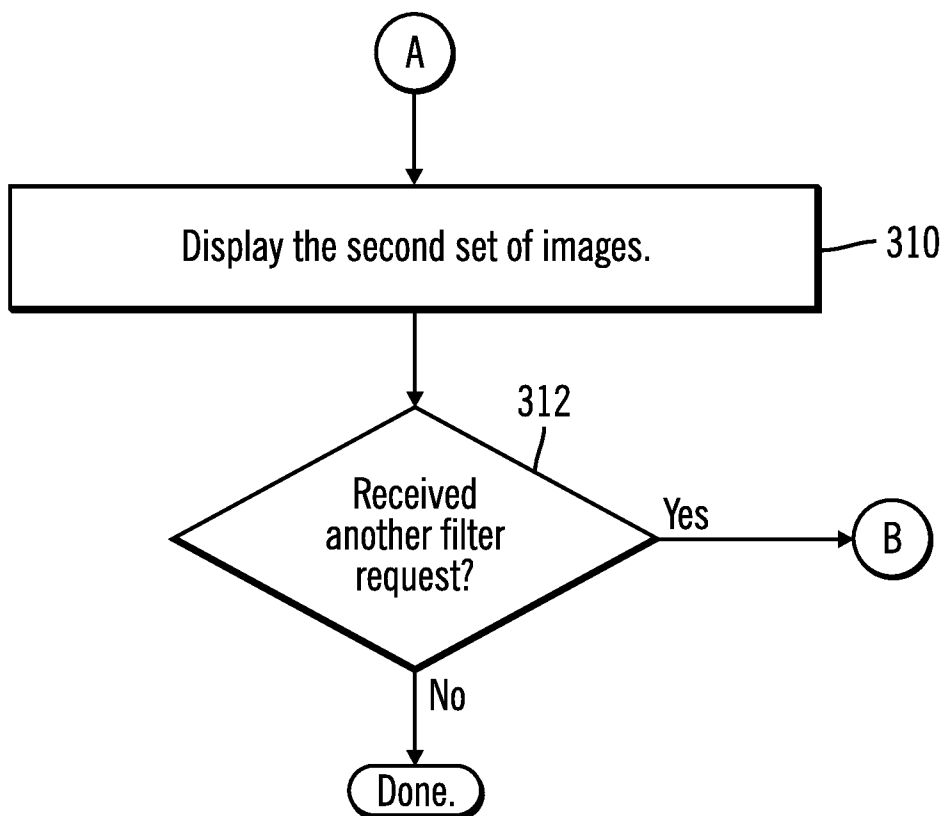 A
Display the second set of images.
310
312
Received
another filter
request?
Yes
B
No
Done.